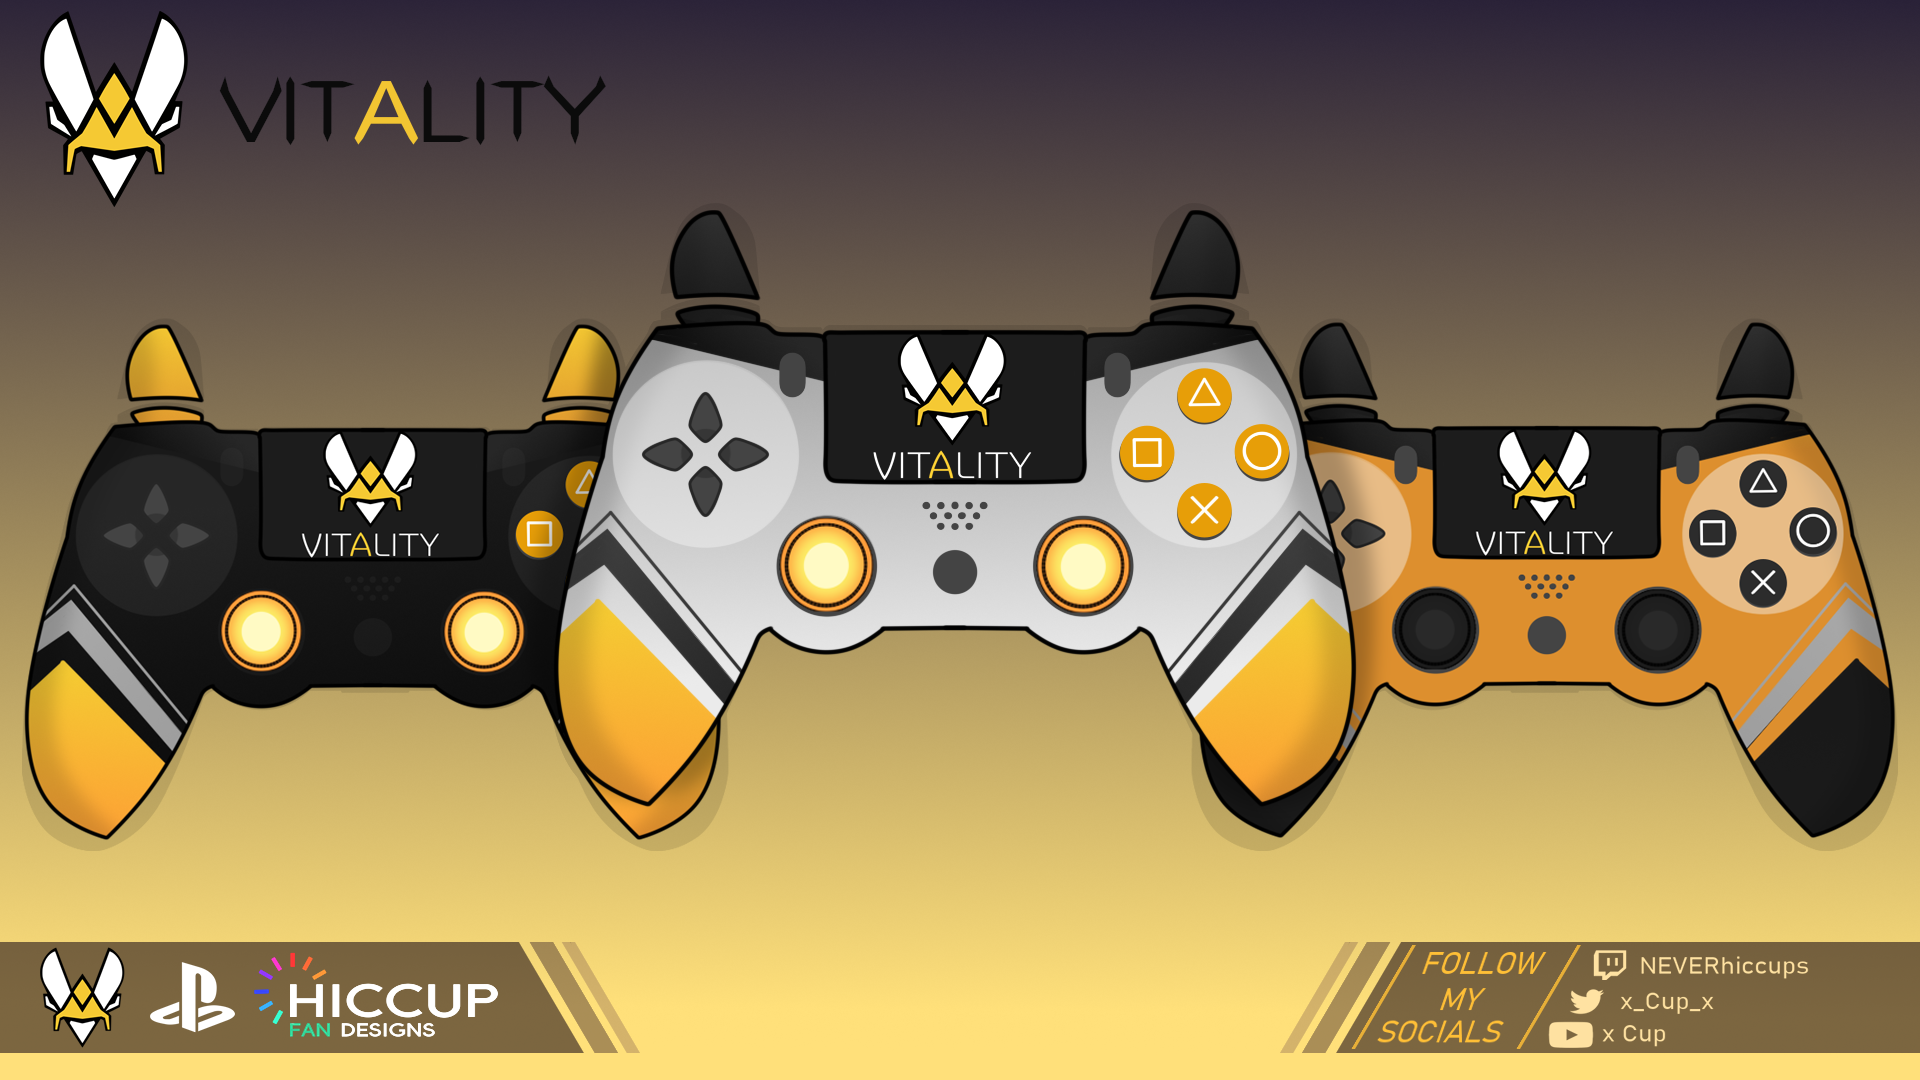 VITALITY
VITALITY
VITALITY
VITALITY
HICCUP
FAN DESIGNS
FOLLOW
MY
SOCIALS
NEVERhiccups
x_Cup_x
x Cup